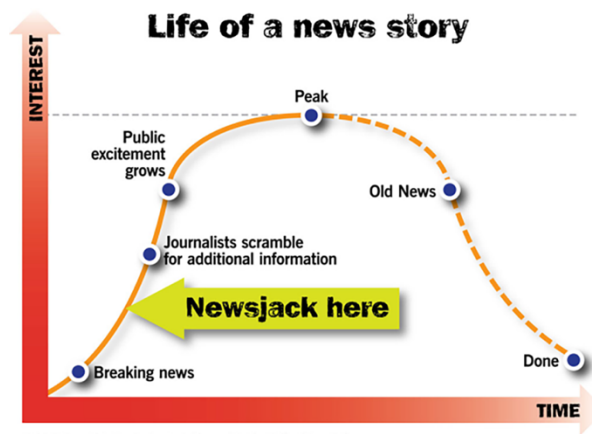 Life of a news story
INTEREST
Peak
Public
excitement
grows
Old News
Journalists scramble
for additional information
Newsjack here
Breaking news
Done
TIME